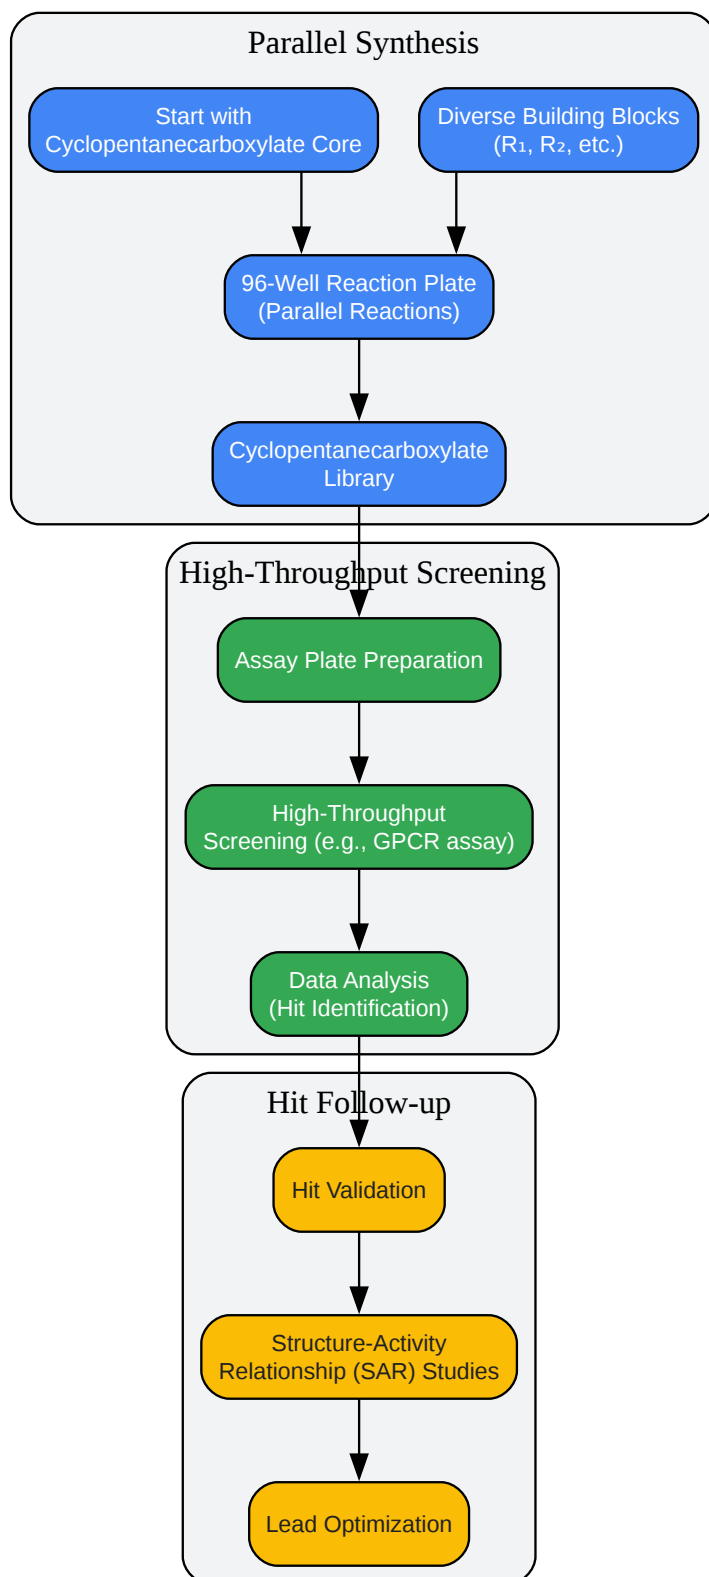 Parallel Synthesis
Start with
Cyclopentanecarboxylate Core
Diverse Building Blocks
(R₁, R₂, etc.)
96-Well Reaction Plate
(Parallel Reactions)
Cyclopentanecarboxylate
Library
High-Throughput Screening
Assay Plate Preparation
High-Throughput
Screening (e.g., GPCR assay)
Data Analysis
(Hit Identification)
Hit Follow-up
Hit Validation
Structure-Activity
Relationship (SAR) Studies
Lead Optimization